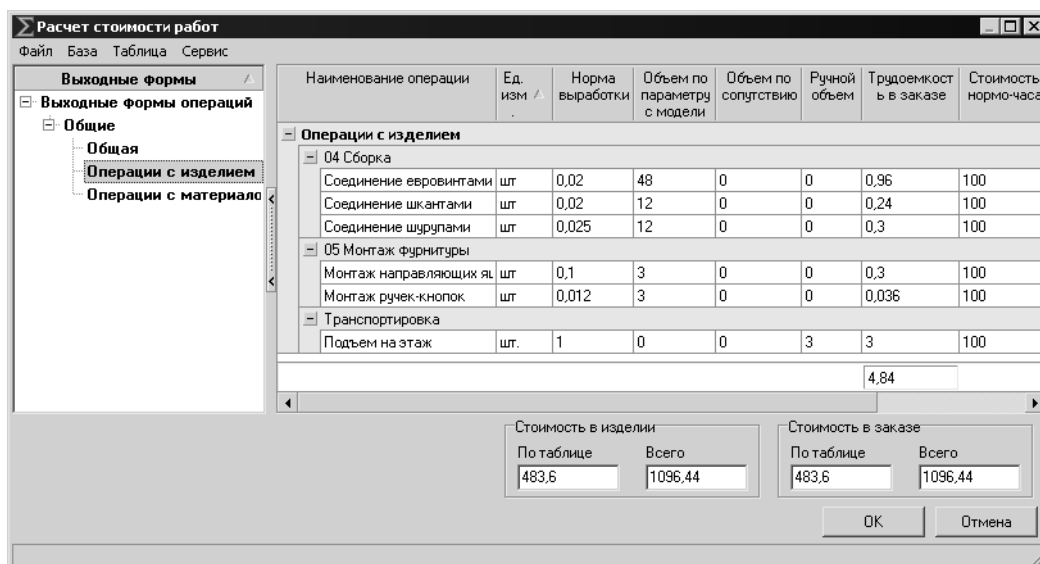 Расчет стоимости работ
Файл База Таблица Сервис
Выходные формы
Выходные формы операций
Общие
Общая
Операции с изделием
Операции с материало
Наименование операции Ед. изм. Норма выработки Объем по параметру с модели Объем по сопутствию Ручной объем Трудоемкость в заказе Стоимость нормо-часа
Операции с изделием
04 Сборка
Соединение евровинтами шт 0,02 48 0 0 0,96 100
Соединение шкантами шт 0,02 12 0 0 0,24 100
Соединение шурупами шт 0,025 12 0 0 0,3 100
05 Монтаж фурнитуры
Монтаж направляющих ящ шт 0,1 3 0 0 0,3 100
Монтаж ручек-кнопок шт 0,012 3 0 0 0,036 100
Транспортировка
Подъем на этаж шт. 1 0 0 3 3 100
4,84
Стоимость в изделии Стоимость в заказе
По таблице Всего По таблице Всего
483,6 1096,44 483,6 1096,44
OK Отмена